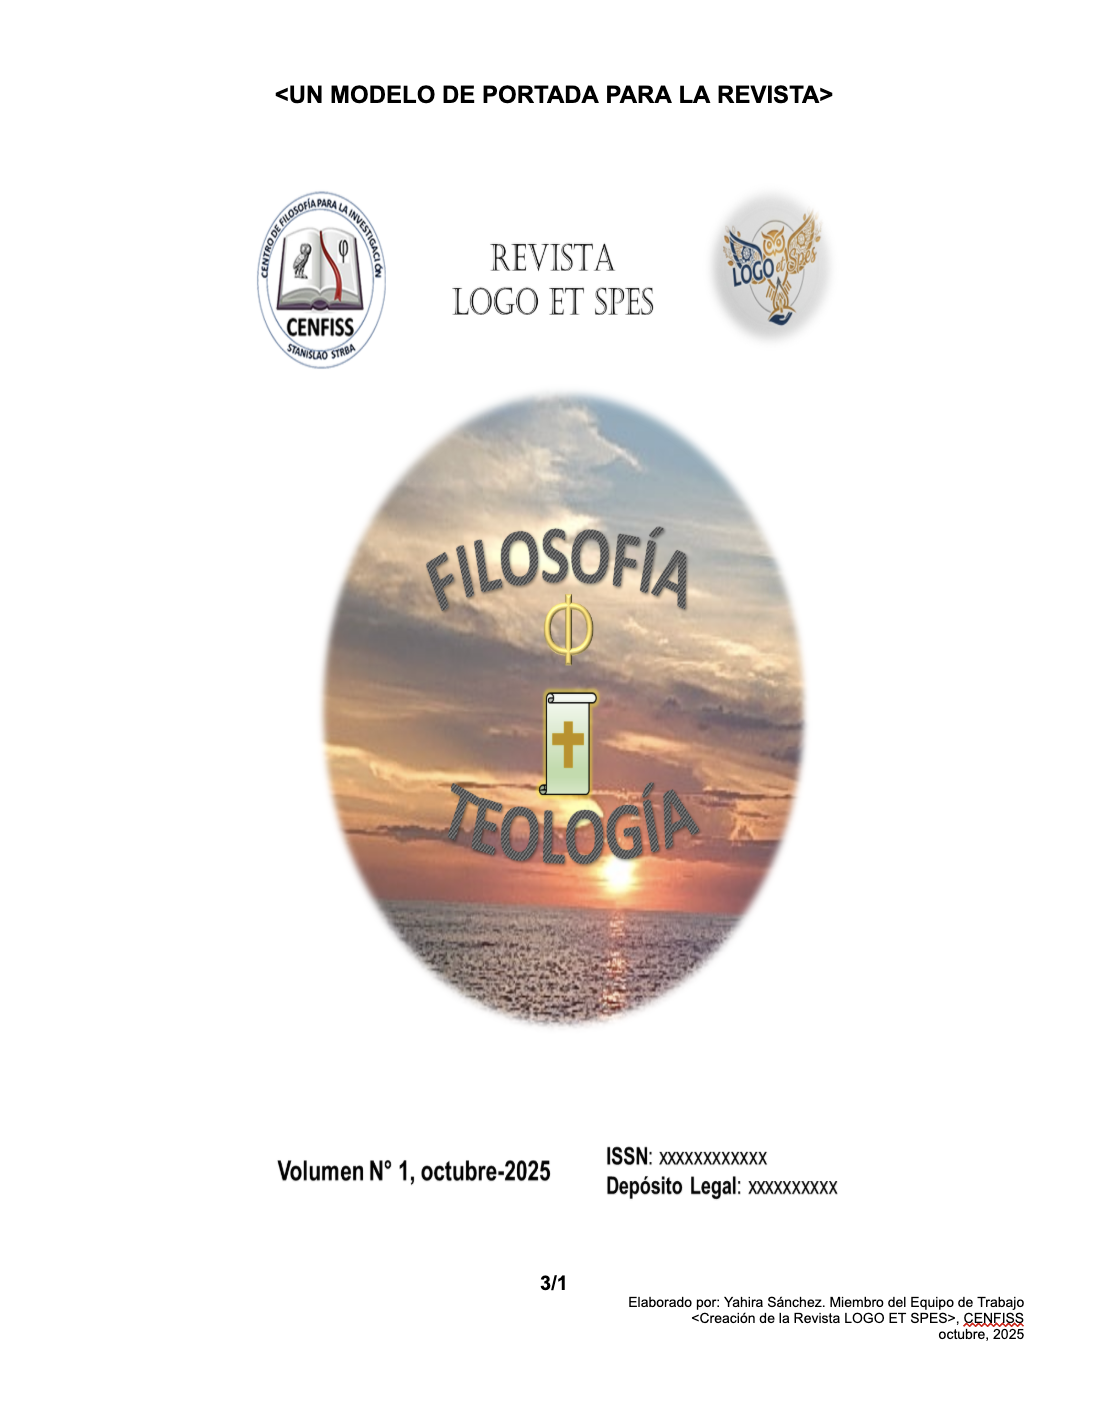 <UN MODELO DE PORTADA PARA LA REVISTA>
CENTRO DE FILOSOFÍA PARA LA INVESTIGACIÓN
φ
CENFISS
STANISLAO STRBA
REVISTA
LOGO ET SPES
LOGO et Spes
FILOSOFÍA
Φ
TEOLOGÍA
Volumen N° 1, octubre-2025
ISSN: xxxxxxxxxxxx
Depósito Legal: xxxxxxxxxx
3/1
Elaborado por: Yahira Sánchez. Miembro del Equipo de Trabajo
<Creación de la Revista LOGO ET SPES>, CENFISS
octubre, 2025